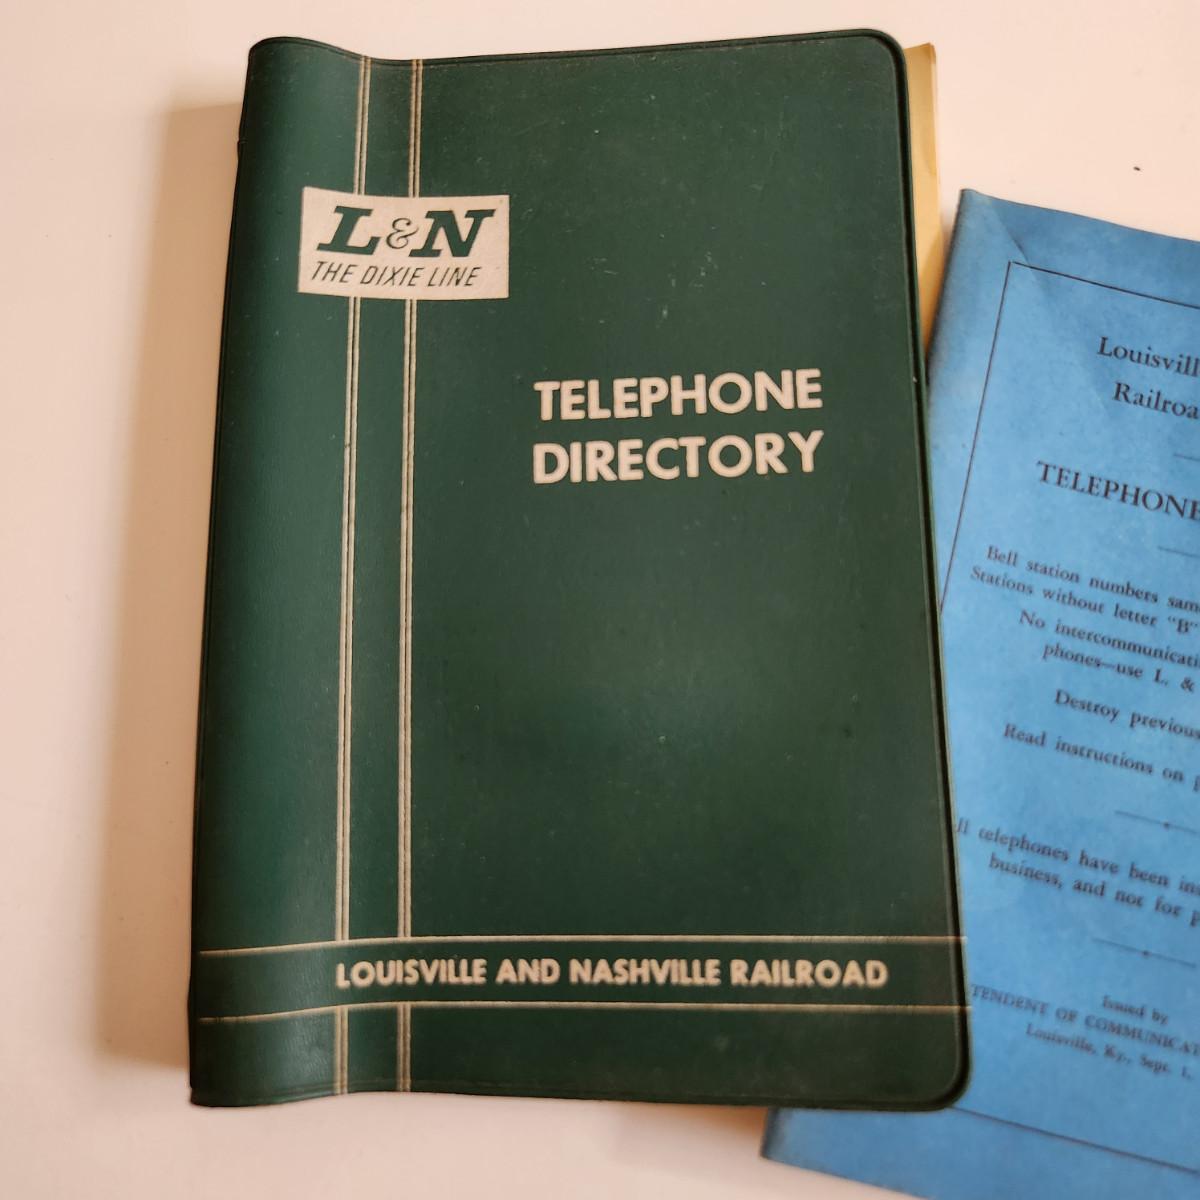 L&N
THE DIXIE LINE
TELEPHONE
DIRECTORY
LOUISVILLE AND NASHVILLE RAILROAD
Louisvill
Railroa
TELEPHONE
Bell station numbers sam
Stations without letter "B"
No intercommunicati
phones—use L. &
Destroy previous
Read instructions on p
ll telephones have been ins
business, and not for p
Issued by
TENDENT OF COMMUNICAT
Louisville, Ky., Sept. 1,